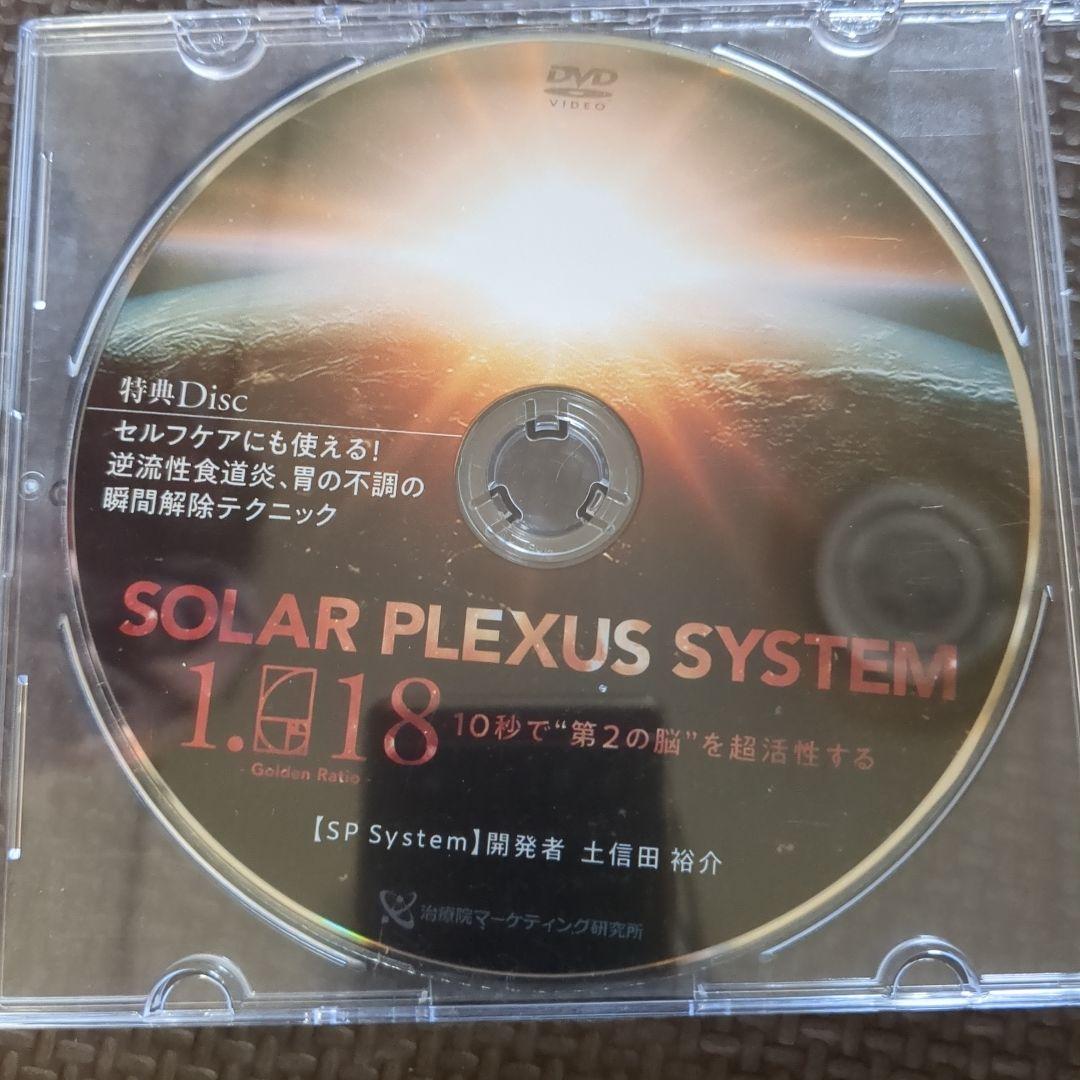 DVD
VIDEO
特典Disc
セルフケアにも使える!
逆流性食道炎、胃の不調の
瞬間解除テクニック
SOLAR PLEXUS SYSTEM
1.618
Golden Ratio
10秒で“第2の脳”を超活性する
【SP System】開発者 土信田 裕介
治療院マーケティング研究所